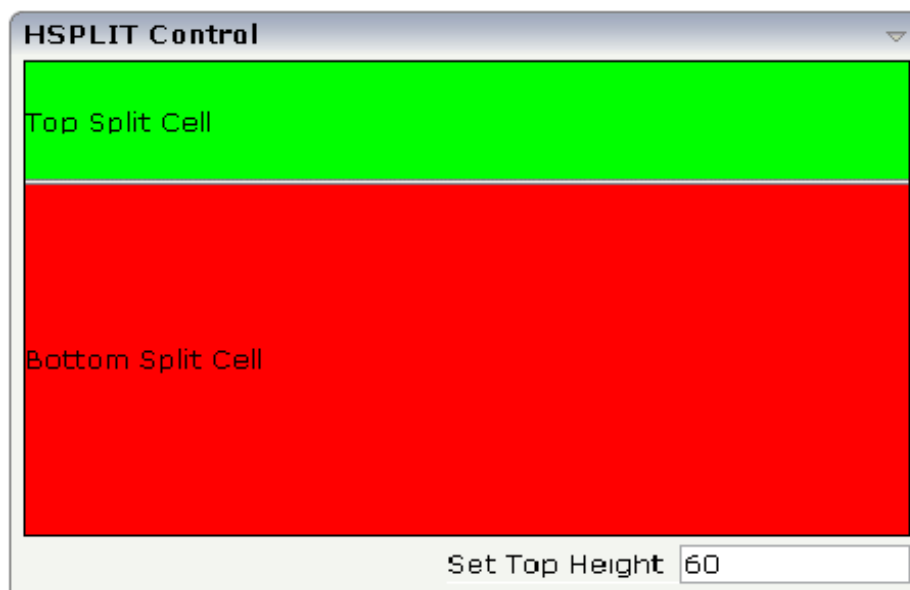 HSPLIT Control
Top Split Cell
Bottom Split Cell
Set Top Height 60